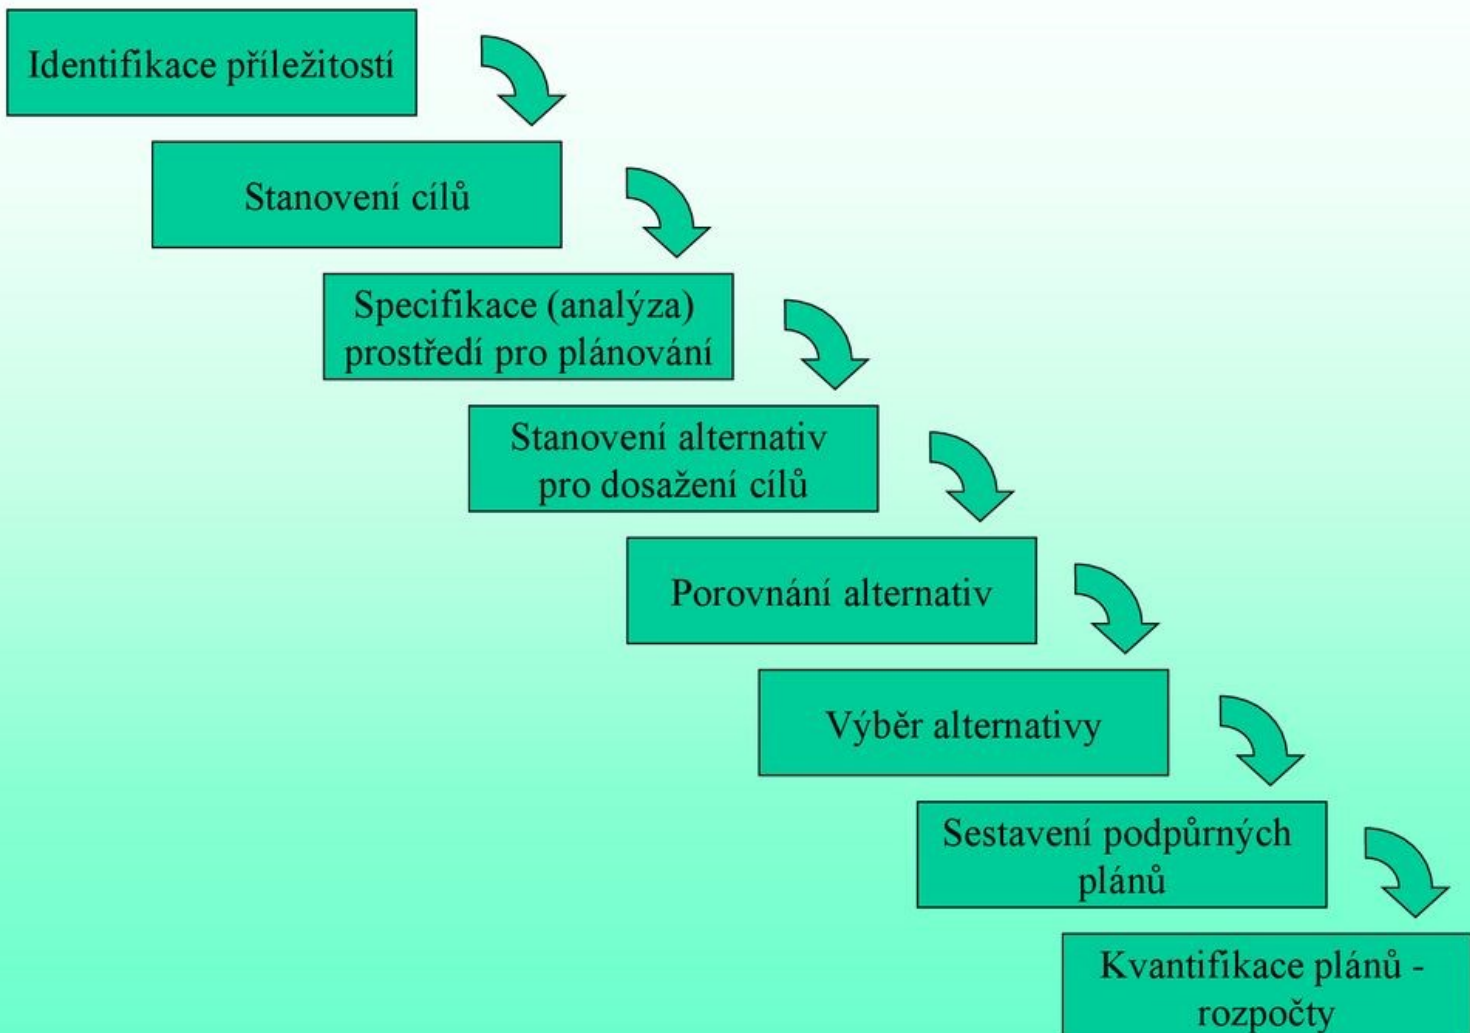 Identifikace příležitostí
Stanovení cílů
Specifikace (analýza)
prostředí pro plánování
Stanovení alternativ
pro dosažení cílů
Porovnání alternativ
Výběr alternativy
Sestavení podpůrných
plánů
Kvantifikace plánů -
rozpočty